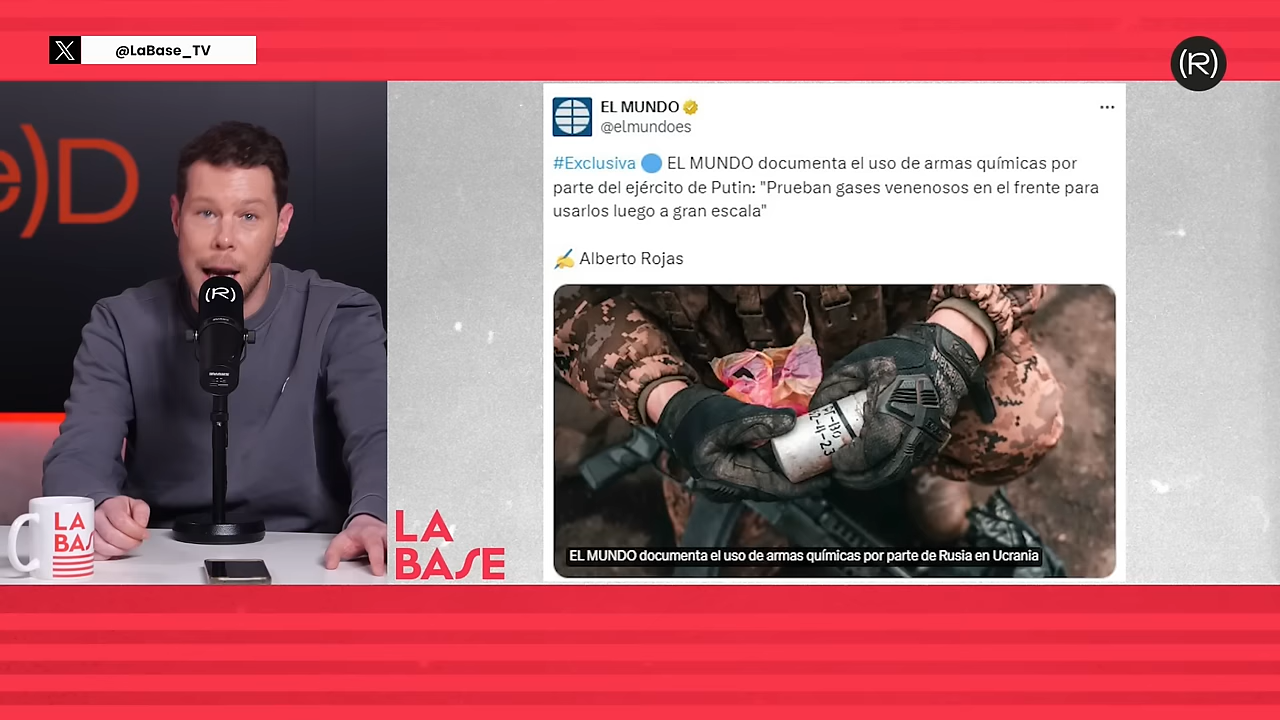 @LaBase_TV
(R)
e)D
(R)
LA
BAS
LA
BASE
EL MUNDO
@elmundoes
#Exclusiva 🔵 EL MUNDO documenta el uso de armas químicas por
parte del ejército de Putin: "Prueban gases venenosos en el frente para
usarlos luego a gran escala"
✍️ Alberto Rojas
EL MUNDO documenta el uso de armas químicas por parte de Rusia en Ucrania